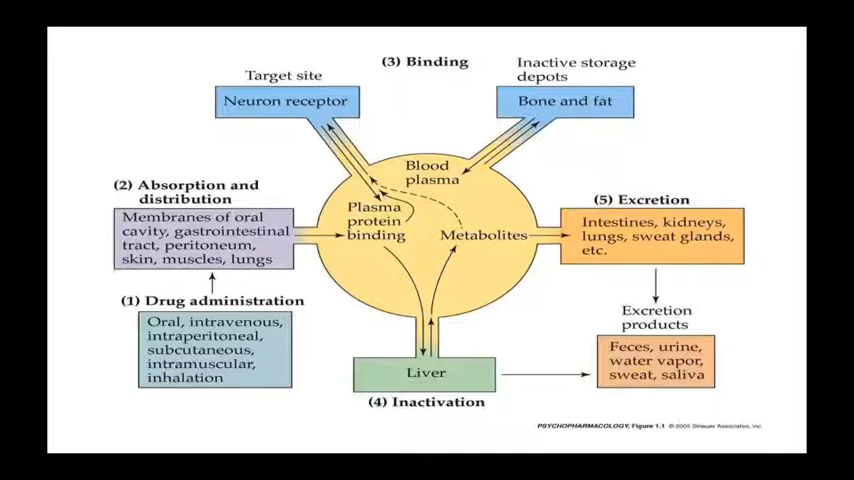 (3) Binding
Target site
Neuron receptor
Inactive storage
depots
Bone and fat
Blood
plasma
(2) Absorption and
distribution
Membranes of oral
cavity, gastrointestinal
tract, peritoneum,
skin, muscles, lungs
Plasma
protein
binding
Metabolites
(5) Excretion
Intestines, kidneys,
lungs, sweat glands,
etc.
(1) Drug administration
Oral, intravenous,
intraperitoneal,
subcutaneous,
intramuscular,
inhalation
Liver
(4) Inactivation
Excretion
products
Feces, urine,
water vapor,
sweat, saliva
PSYCHOPHARMACOLOGY, Figure 1.1 © 2005 Sinauer Associates, Inc.